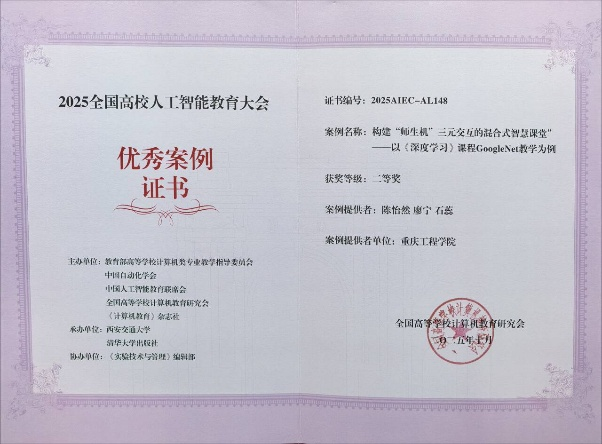 2025全国高校人工智能教育大会
优秀案例
证书
主办单位：教育部高等学校计算机类专业教学指导委员会
中国自动化学会
中国人工智能教育联席会
全国高等学校计算机教育研究会
《计算机教育》杂志社
承办单位：西安交通大学
清华大学出版社
协办单位：《实验技术与管理》编辑部
证书编号：2025AIEC-AL148
案例名称：构建“师生机”三元交互的混合式智慧课堂”
——以《深度学习》课程GoogleNet教学为例
获奖等级：二等奖
案例提供者：陈怡然 廖宁 石蕊
案例提供者单位：重庆工程学院
全国高等学校计算机教育研究会
二五年十月